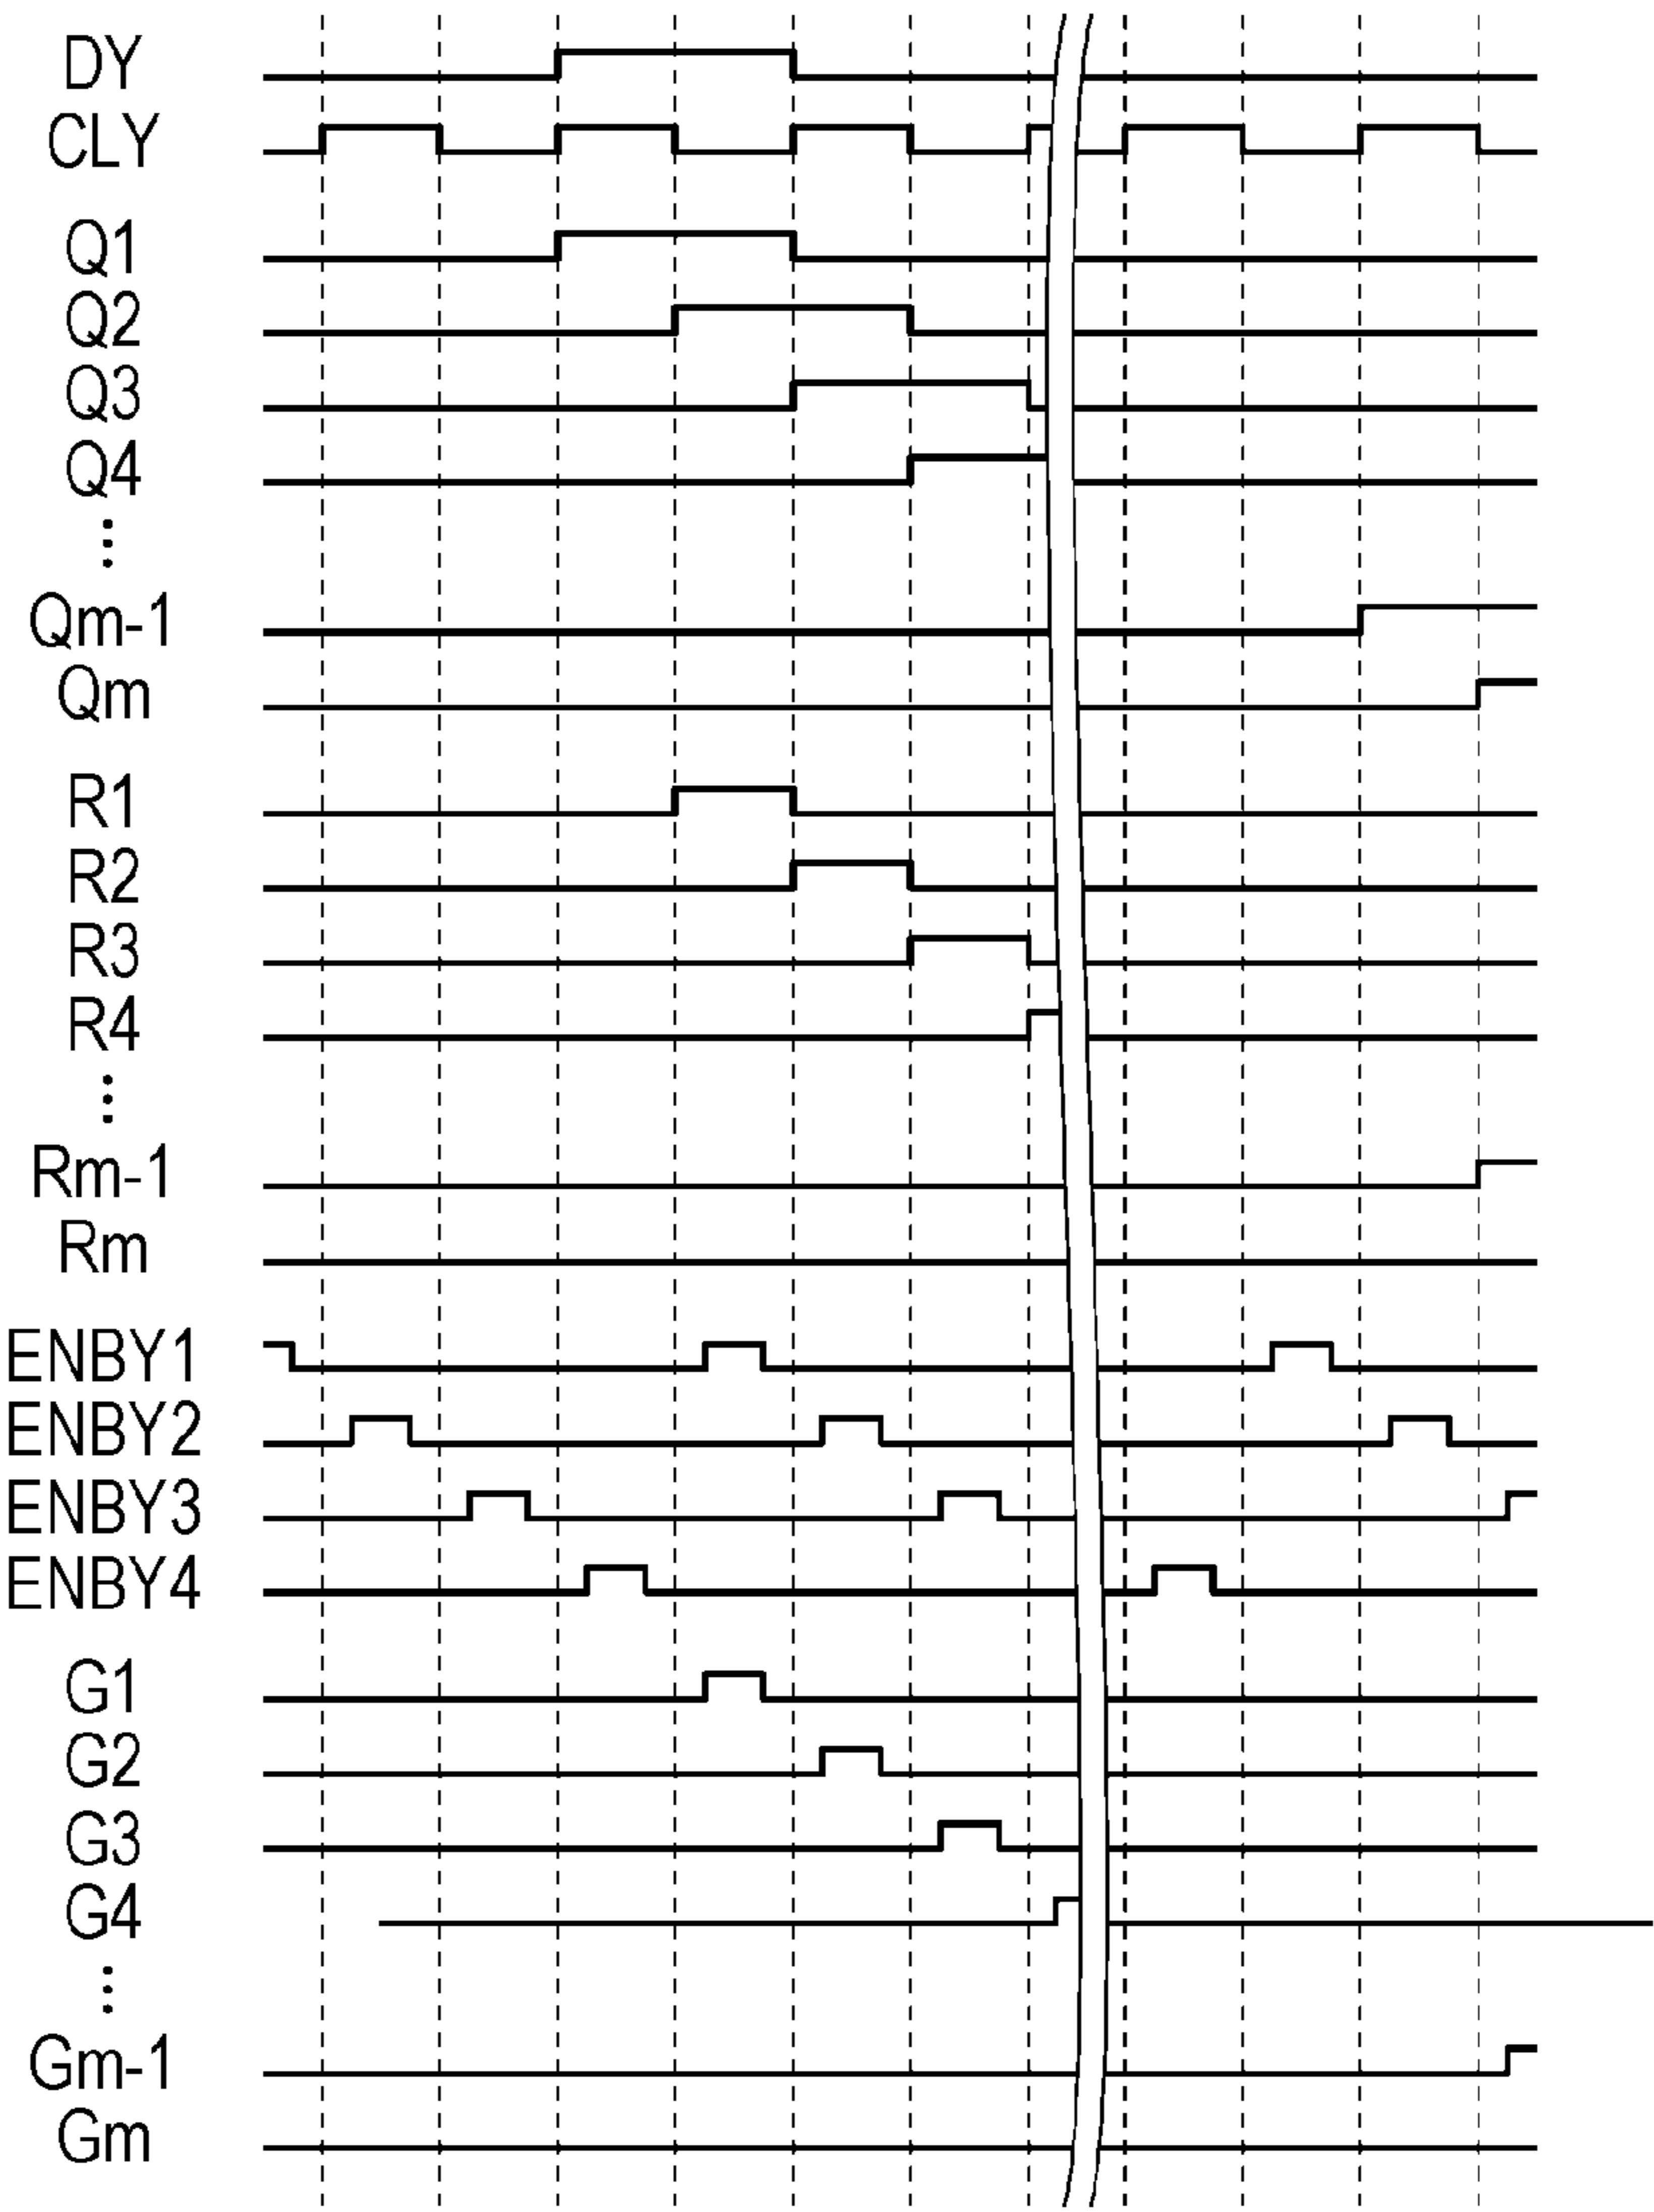 DY
CLY
Q1
Q2
Q3
Q4
⋮
Qm-1
Qm
R1
R2
R3
R4
⋮
Rm-1
Rm
ENBY1
ENBY2
ENBY3
ENBY4
G1
G2
G3
G4
⋮
Gm-1
Gm